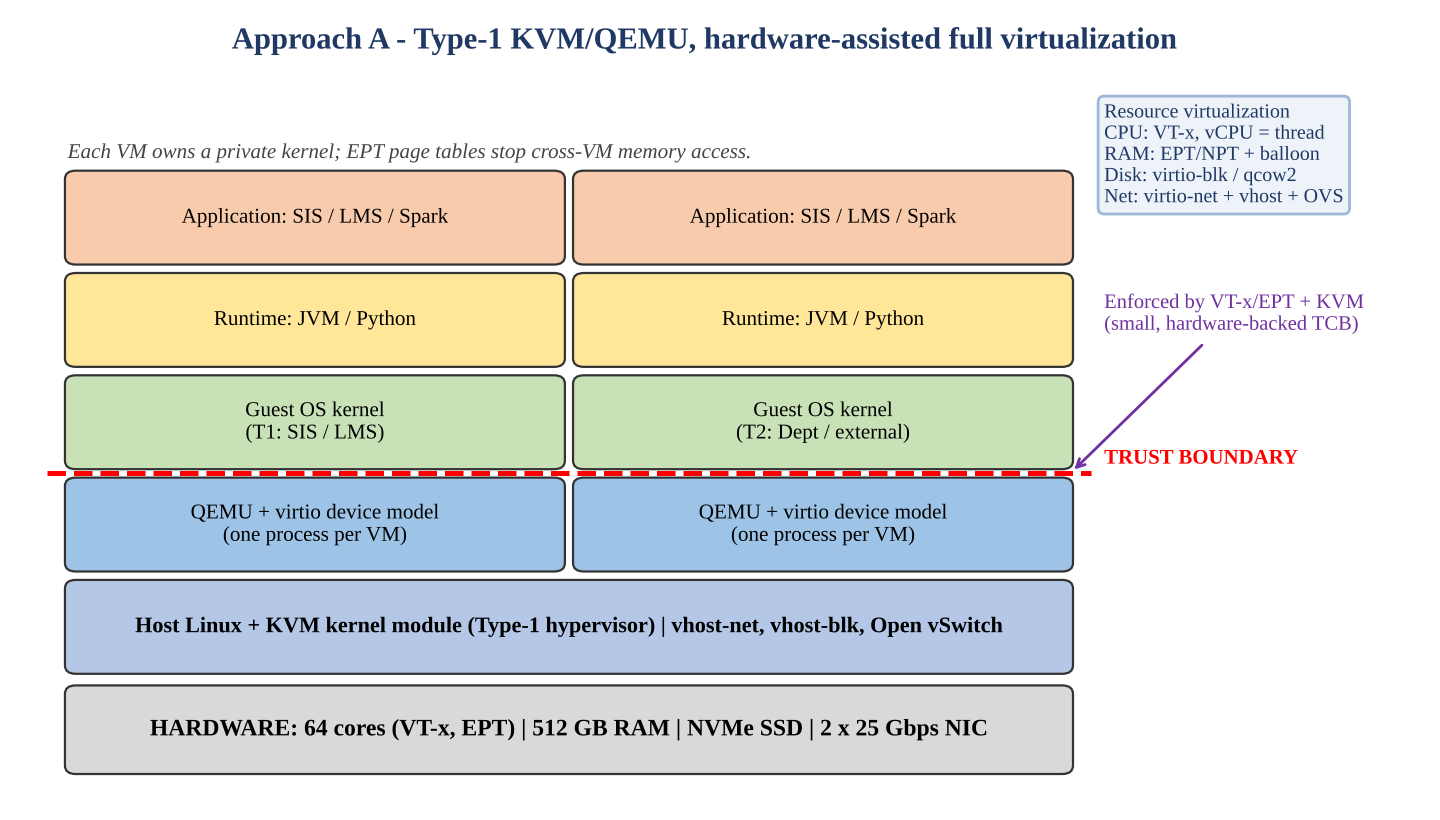 Approach A - Type-1 KVM/QEMU, hardware-assisted full virtualization
Resource virtualization
CPU: VT-x, vCPU = thread
RAM: EPT/NPT + balloon
Disk: virtio-blk / qcow2
Net: virtio-net + vhost + OVS
Each VM owns a private kernel; EPT page tables stop cross-VM memory access.
Application: SIS / LMS / Spark
Application: SIS / LMS / Spark
Runtime: JVM / Python
Runtime: JVM / Python
Enforced by VT-x/EPT + KVM
(small, hardware-backed TCB)
Guest OS kernel
(T1: SIS / LMS)
Guest OS kernel
(T2: Dept / external)
TRUST BOUNDARY
QEMU + virtio device model
(one process per VM)
QEMU + virtio device model
(one process per VM)
Host Linux + KVM kernel module (Type-1 hypervisor) | vhost-net, vhost-blk, Open vSwitch
HARDWARE: 64 cores (VT-x, EPT) | 512 GB RAM | NVMe SSD | 2 x 25 Gbps NIC